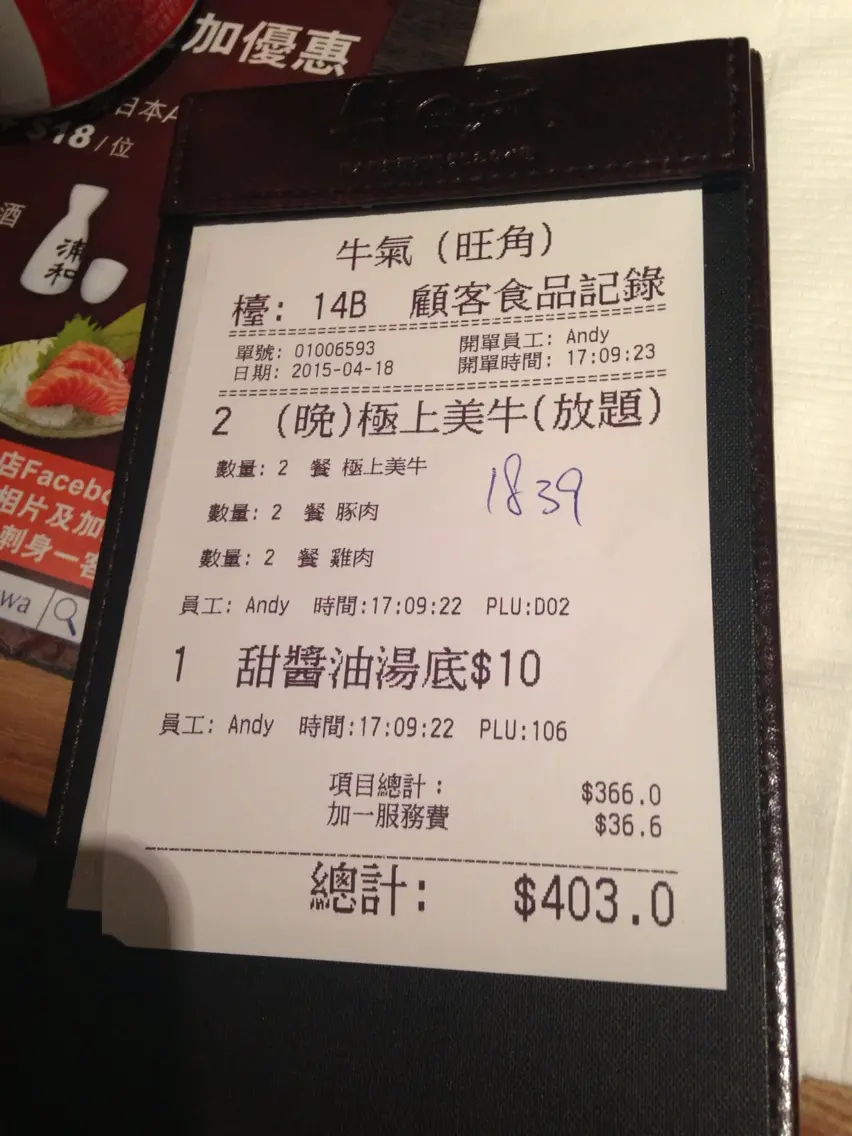 加優惠
日本
$18/位
酒
浦和
店Facebo
相片及加
刺身一客
wa
牛氣 (旺角)
檯: 14B 顧客食品記錄
單號: 01006593 開單員工: Andy
日期: 2015-04-18 開單時間: 17:09:23
2 (晚)極上美牛(放題)
數量: 2 餐 極上美牛
1839
數量: 2 餐 豚肉
數量: 2 餐 雞肉
員工: Andy 時間:17:09:22 PLU:D02
1 甜醬油湯底$10
員工: Andy 時間:17:09:22 PLU:106
項目總計: $366.0
加一服務費 $36.6
總計: $403.0